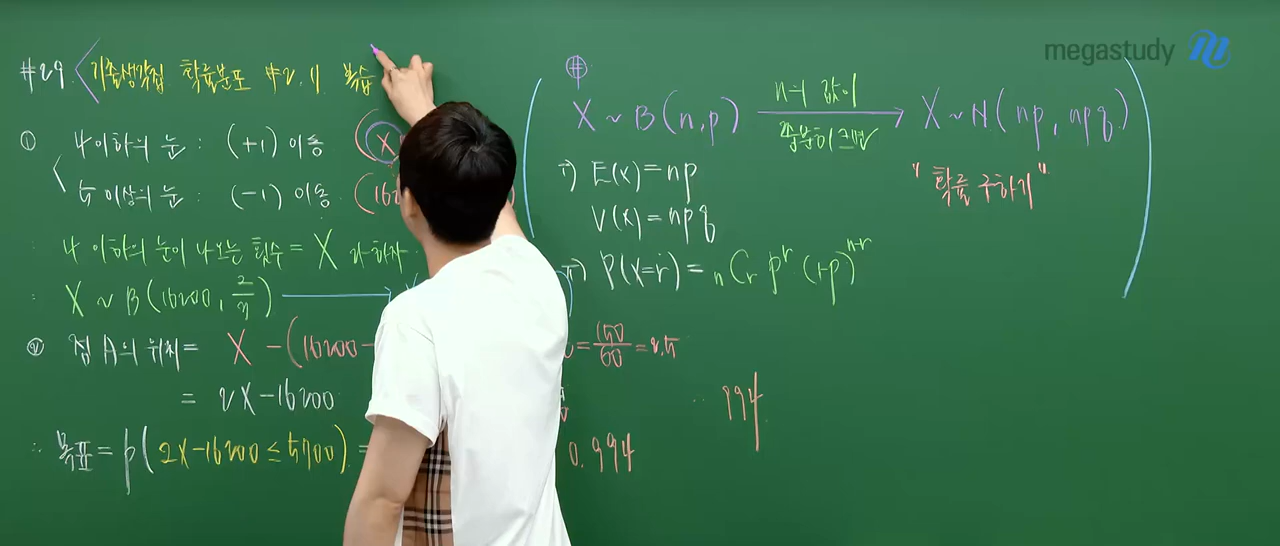 megastudy
#29. 기출생각집 확률분포 #2, 11 복습
① 4이하의 눈 : (+1) 이동 (X
5 이상의 눈 : (-1) 이동 (162
4 이하의 눈이 나오는 횟수 = X 라 하자.
∴ X ~ B(16200, 2/3)
② 점 A의 위치 = X - (16200 -
= 2X - 16200
∴ 목표 = P(2X - 16200 ≤ 5700) =
= 150/60 = 2.5
0.994
∴ 994
# X ~ B(n, p) n의 값이 충분히 크면 X ~ N(np, npq)
i) E(X) = np
V(X) = npq
"확률 구하기"
ii) P(X=r) = nCr p^r (1-p)^n-r